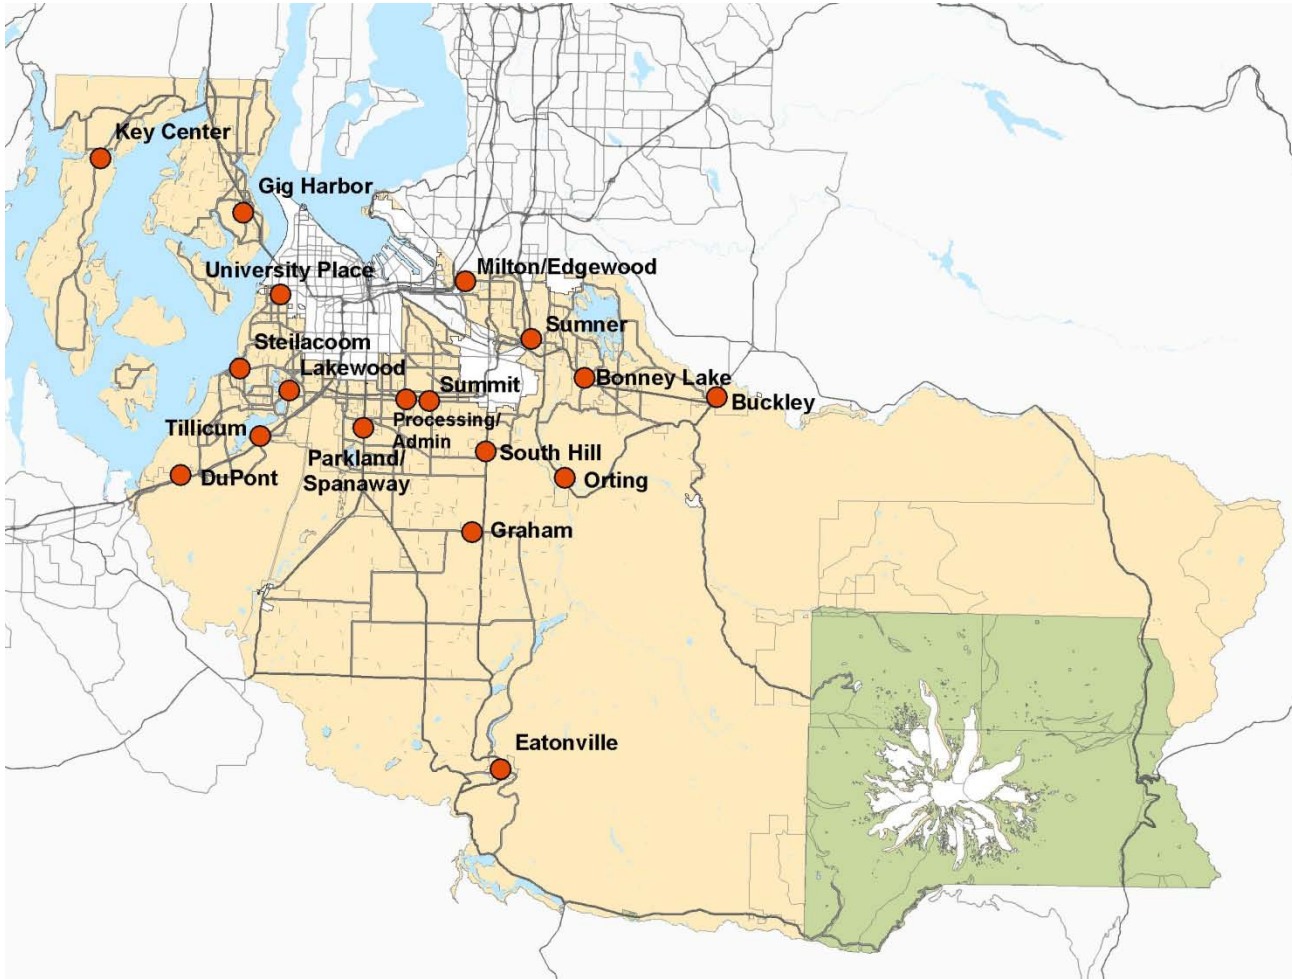 Key Center
Gig Harbor
University Place
Milton/Edgewood
Sumner
Steilacoom
Lakewood
Summit
Bonney Lake
Buckley
Processing/
Admin
Tillicum
Parkland/
Spanaway
South Hill
DuPont
Orting
Graham
Eatonville